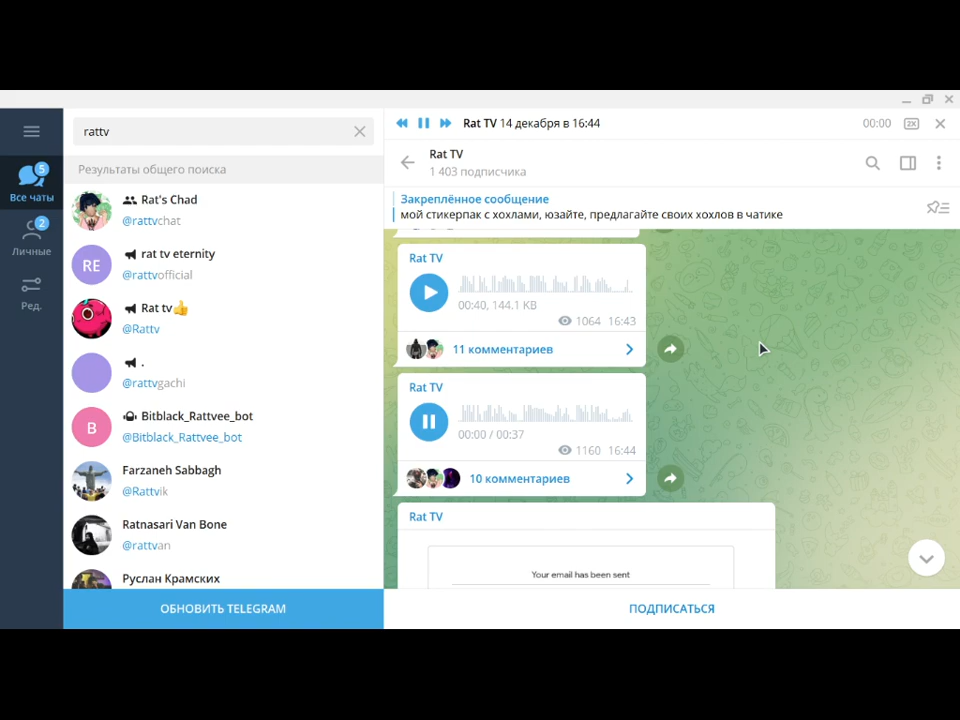 rattv
Результаты общего поиска
5
Все чаты
2
Личные
Ред.
Rat's Chad
@rattvchat
RE
rat tv eternity
@rattvofficial
Rat tv👍
@Rattv
.
@rattvgachi
B
Bitblack_Rattvee_bot
@Bitblack_Rattvee_bot
Farzaneh Sabbagh
@Rattvik
Ratnasari Van Bone
@rattvan
Руслан Крамских
ОБНОВИТЬ TELEGRAM
Rat TV 14 декабря в 16:44
00:00 2X
Rat TV
1 403 подписчика
Закреплённое сообщение
мой стикерпак с хохлами, юзайте, предлагайте своих хохлов в чатике
Rat TV
00:40, 144.1 KB
1064 16:43
11 комментариев
Rat TV
00:00 / 00:37
1160 16:44
10 комментариев
Rat TV
Your email has been sent
ПОДПИСАТЬСЯ